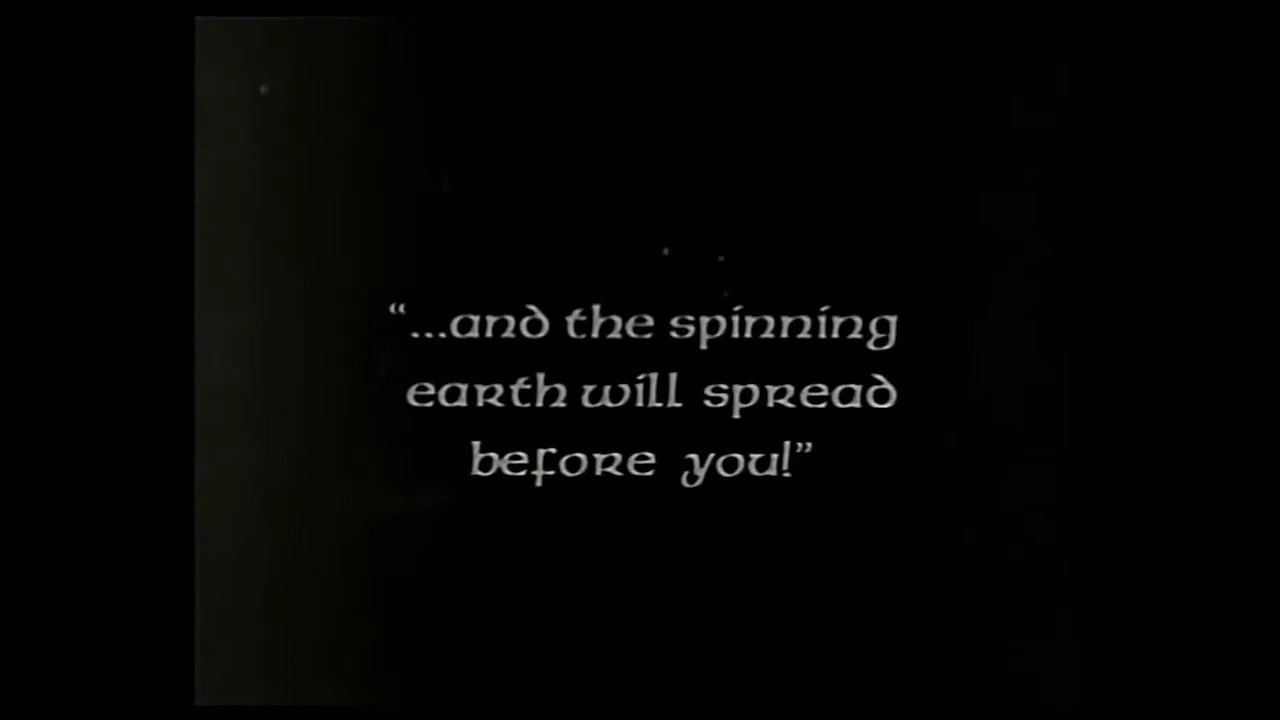 “...and the spinning
earth will spread
before you!”